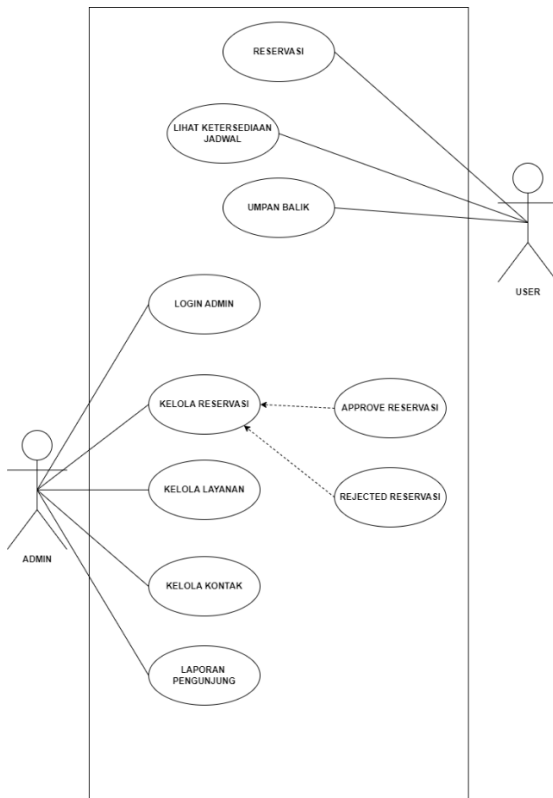 RESERVASI
LIHAT KETERSEDIAAN
JADWAL
UMPAN BALIK
USER
LOGIN ADMIN
KELOLA RESERVASI
APPROVE RESERVASI
KELOLA LAYANAN
REJECTED RESERVASI
ADMIN
KELOLA KONTAK
LAPORAN
PENGUNJUNG